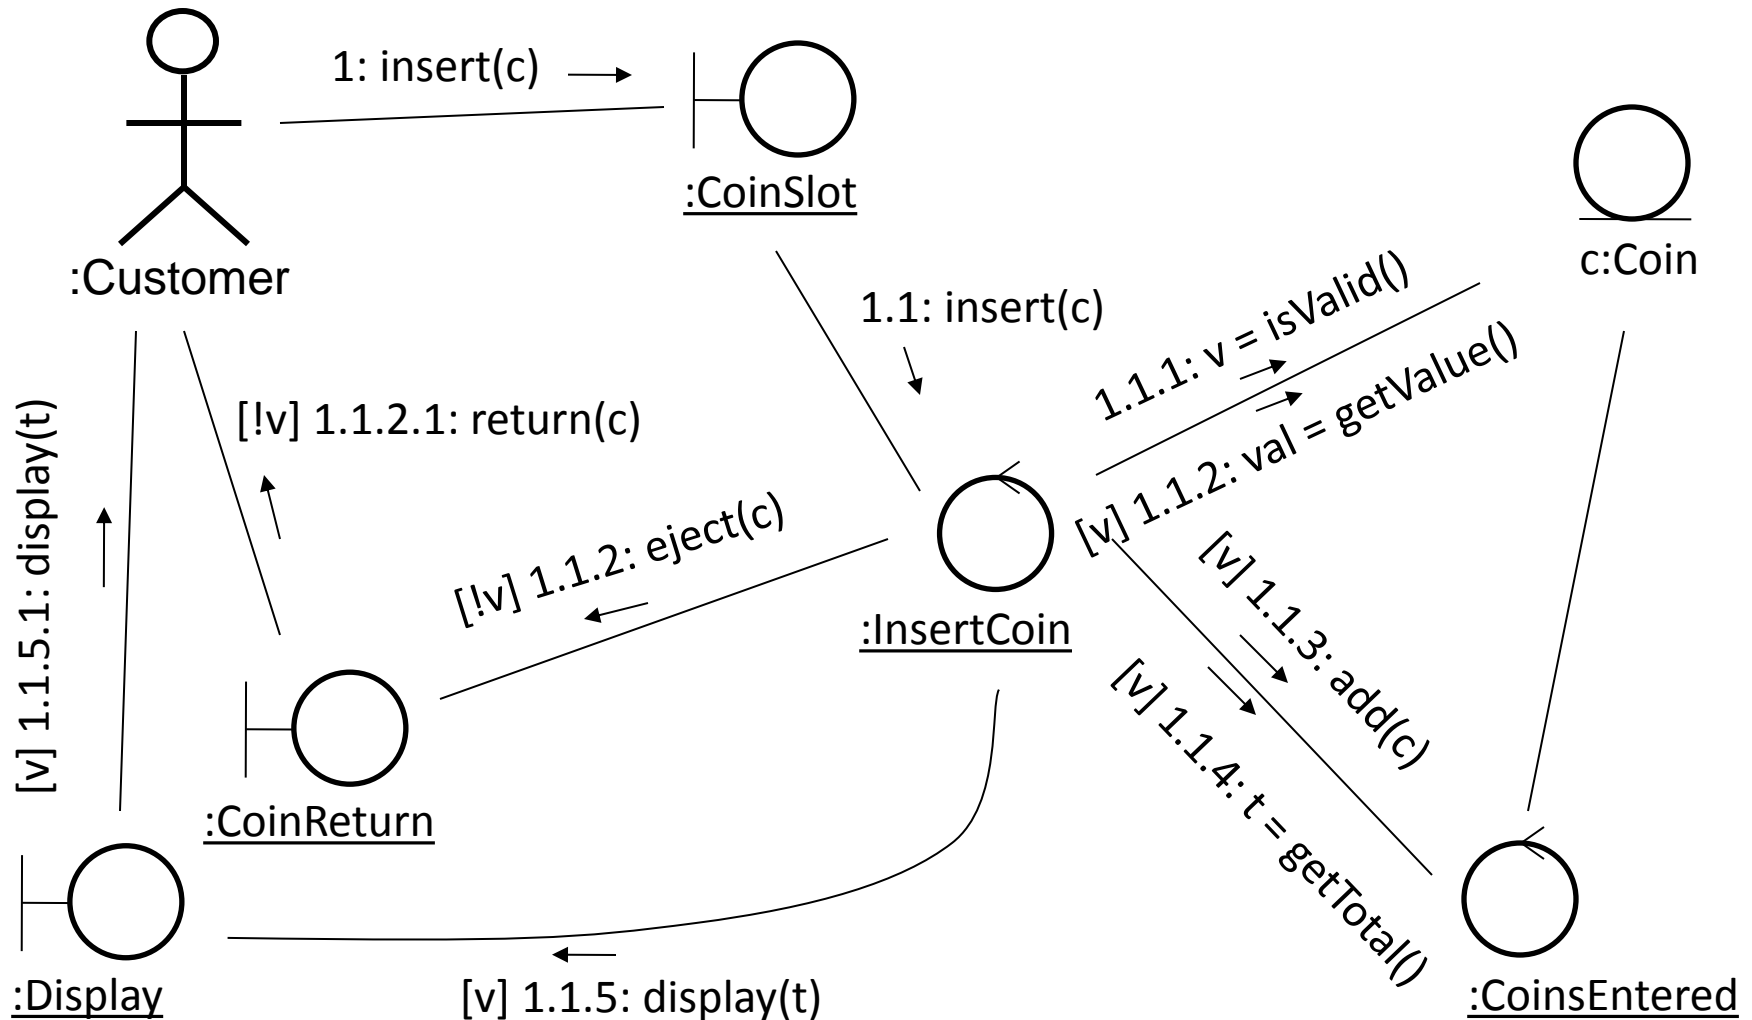 1: insert(c)
:CoinSlot
:Customer
c:Coin
1.1: insert(c)
1.1.1: v = isValid()
[v] 1.1.2: val = getValue()
[!v] 1.1.2.1: return(c)
[v] 1.1.5.1: display(t)
[!v] 1.1.2: eject(c)
:InsertCoin
[v] 1.1.3: add(c)
[v] 1.1.4: t = getTotal()
:CoinReturn
:Display
[v] 1.1.5: display(t)
:CoinsEntered